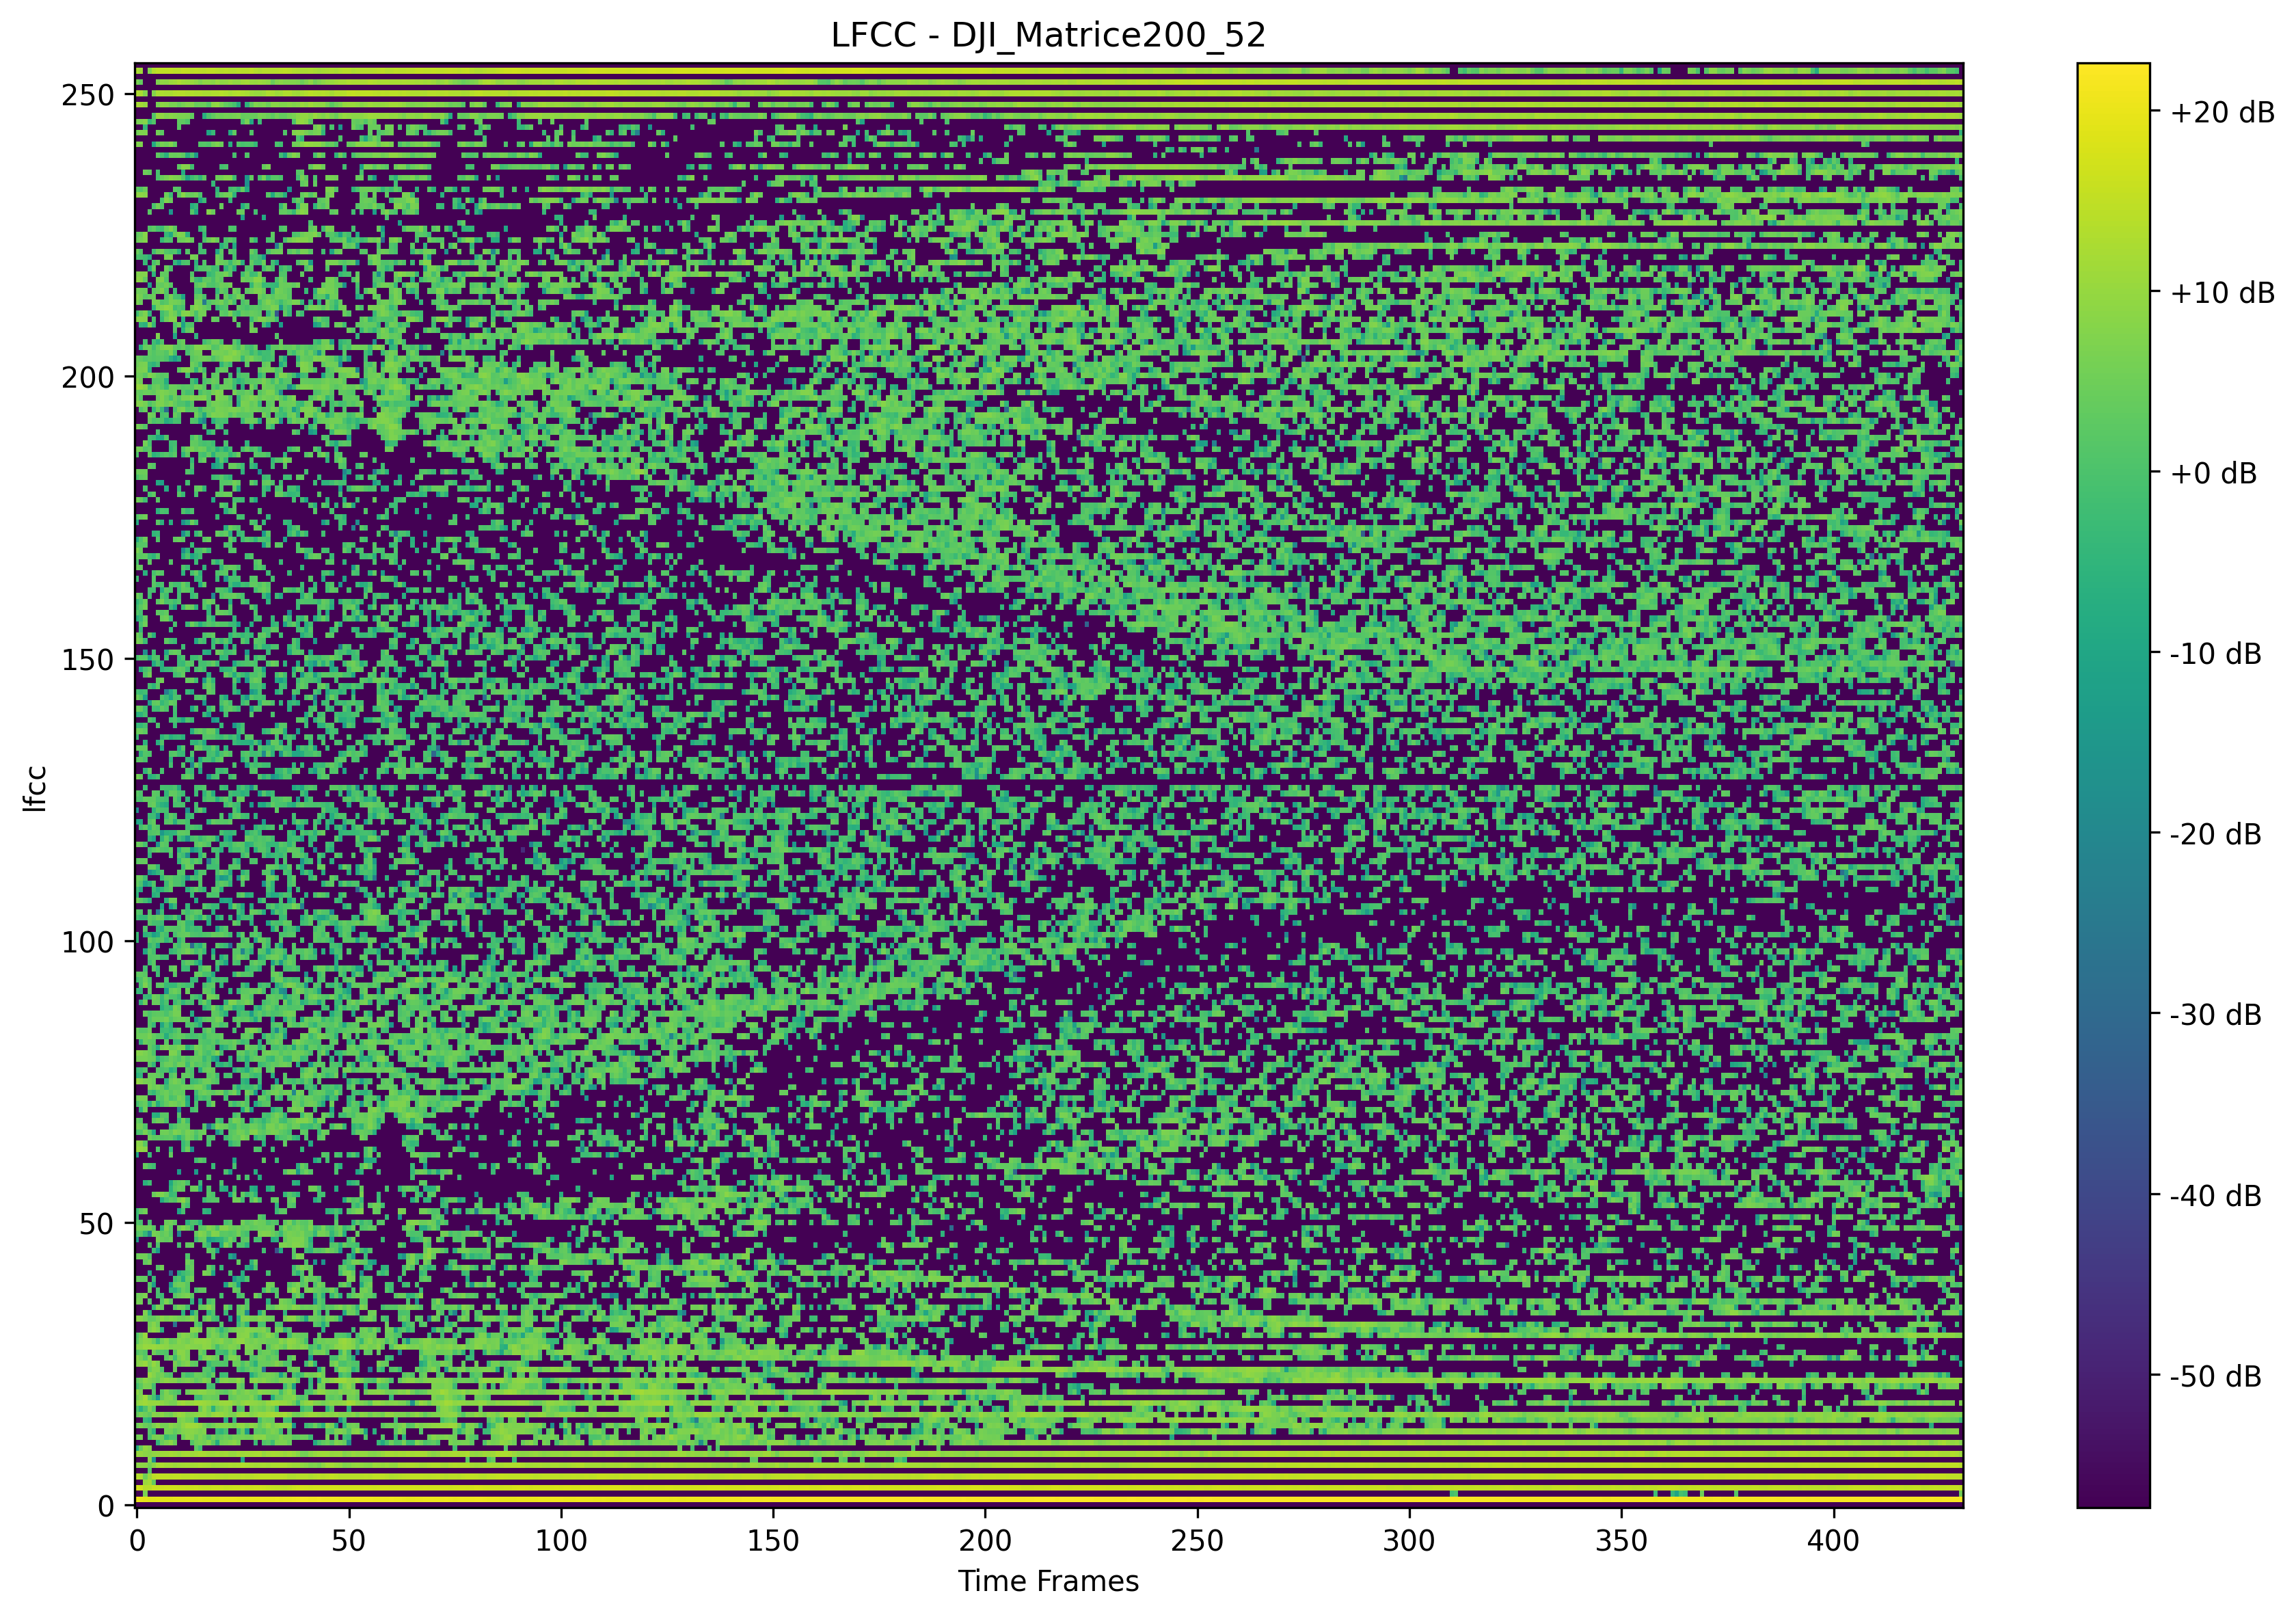 LFCC - DJI_Matrice200_52
250
200
150
100
50
0
lfcc
0 50 100 150 200 250 300 350 400
Time Frames
+20 dB
+10 dB
+0 dB
-10 dB
-20 dB
-30 dB
-40 dB
-50 dB